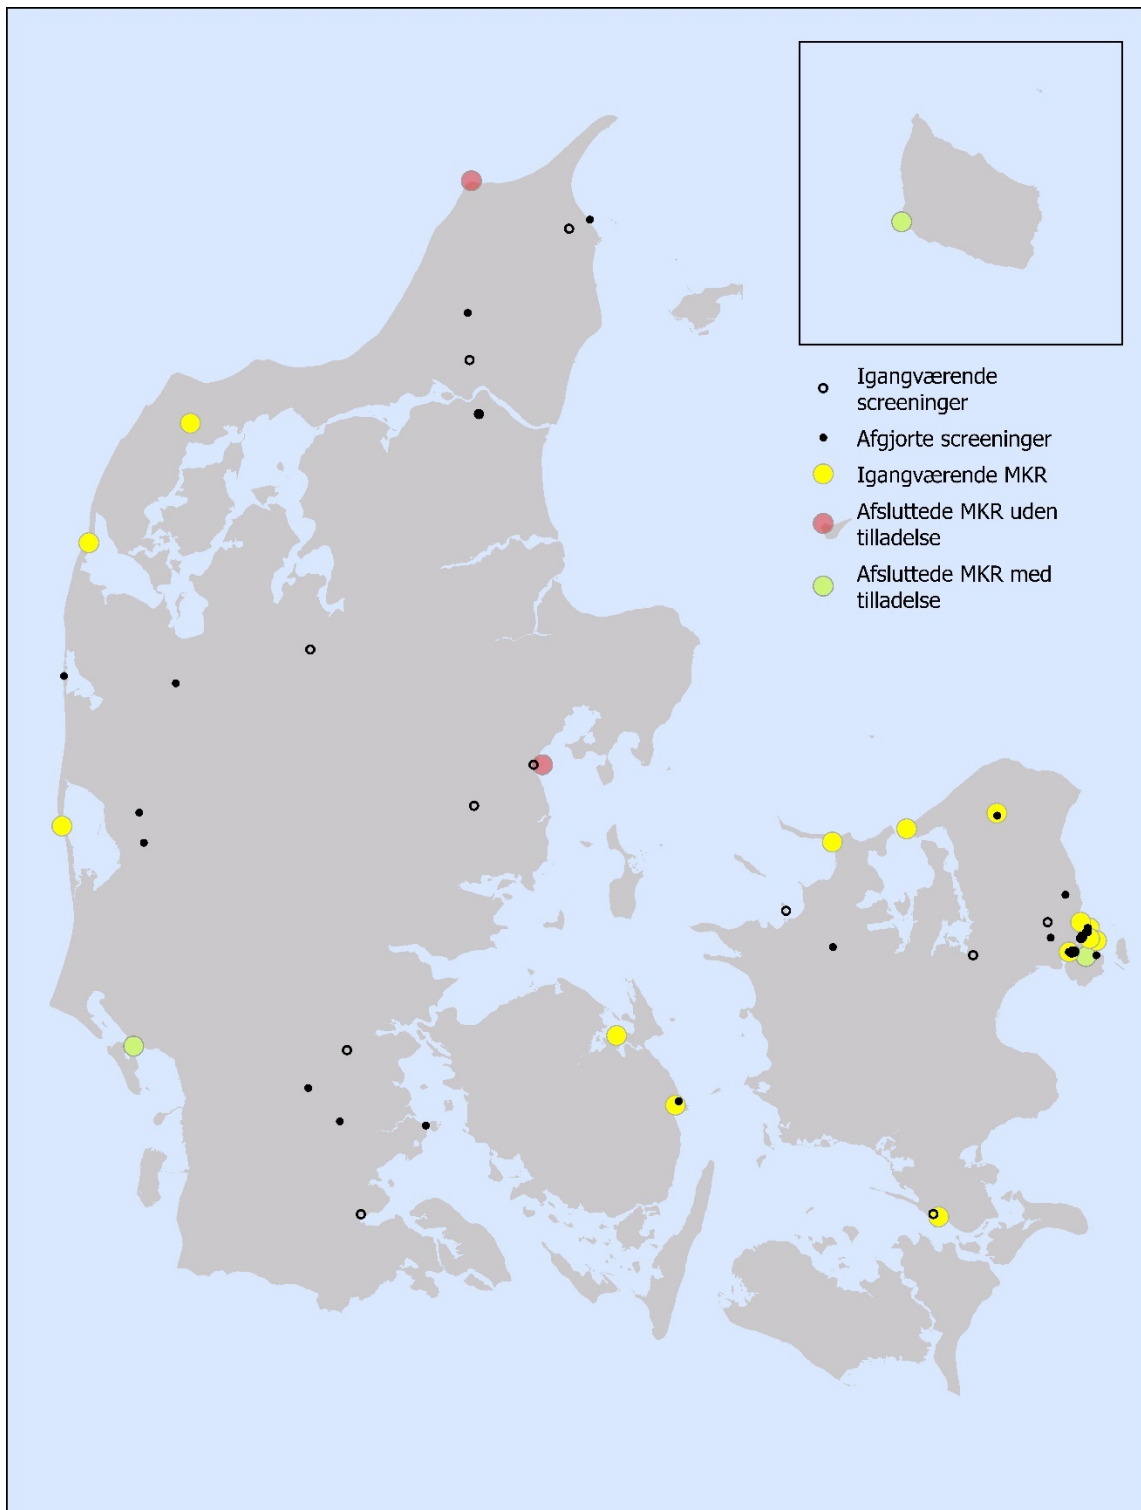 Igangværende
screeninger
Afgjorte screeninger
Igangværende MKR
Afsluttede MKR uden
tilladelse
Afsluttede MKR med
tilladelse